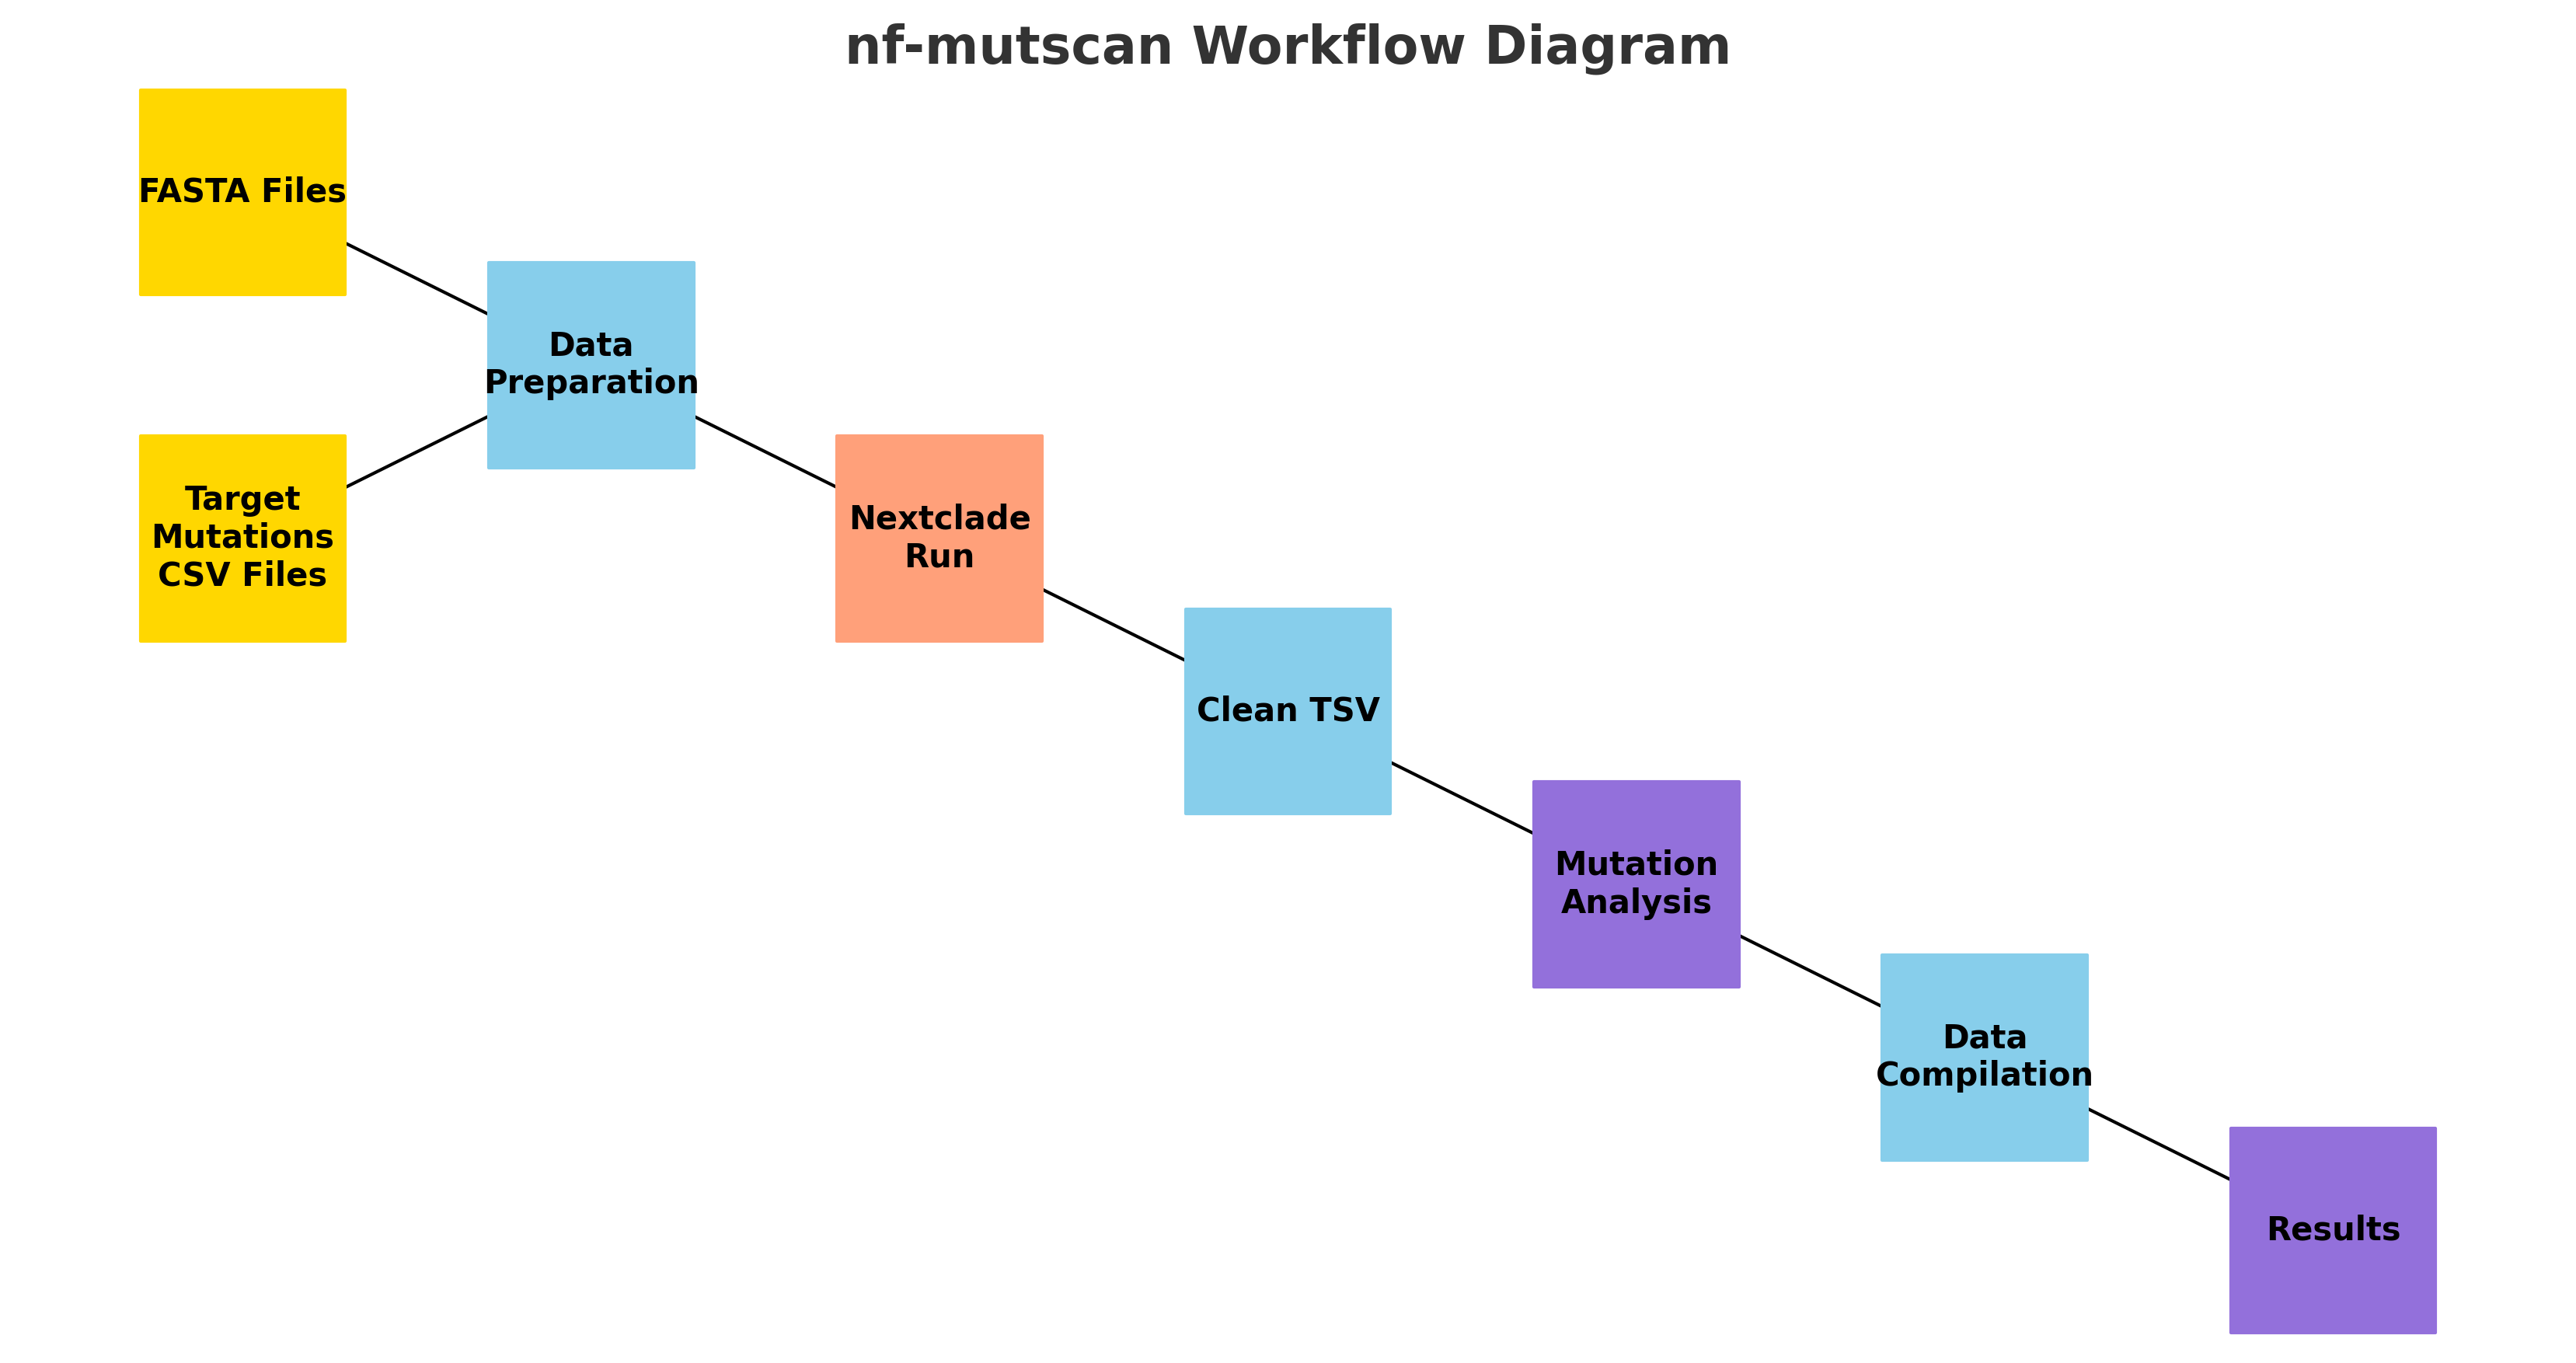 nf-mutscan Workflow Diagram
FASTA Files
Data
Preparation
Target
Mutations
CSV Files
Nextclade
Run
Clean TSV
Mutation
Analysis
Data
Compilation
Results